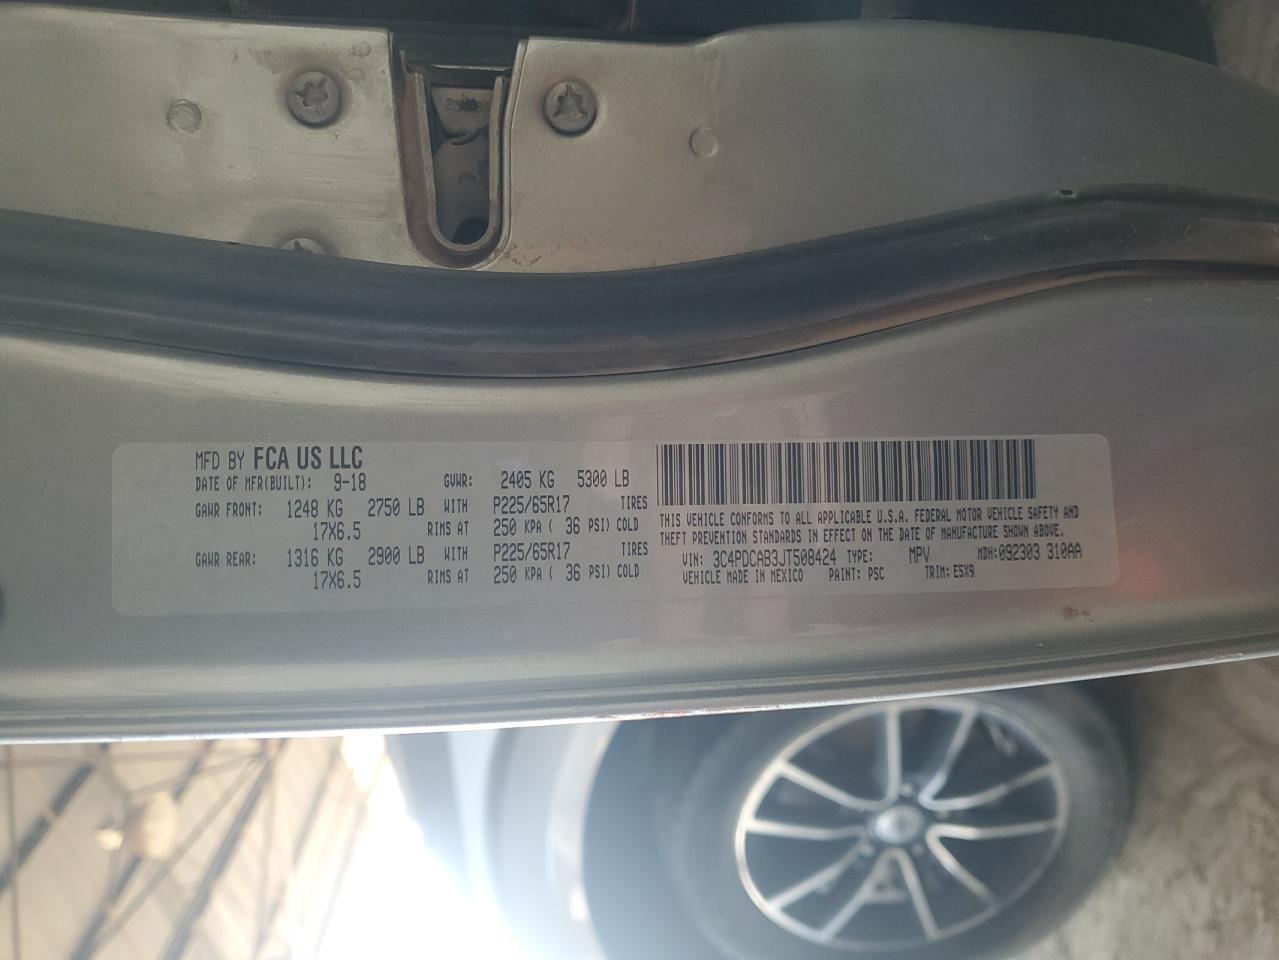 MFD BY FCA US LLC
DATE OF MFR(BUILT): 9-18 GVWR: 2405 KG 5300 LB
GAWR FRONT: 1248 KG 2750 LB WITH P225/65R17 TIRES
17X6.5 RIMS AT 250 KPA ( 36 PSI) COLD
GAWR REAR: 1316 KG 2900 LB WITH P225/65R17 TIRES
17X6.5 RIMS AT 250 KPA ( 36 PSI) COLD
THIS VEHICLE CONFORMS TO ALL APPLICABLE U.S.A. FEDERAL MOTOR VEHICLE SAFETY AND
THEFT PREVENTION STANDARDS IN EFFECT ON THE DATE OF MANUFACTURE SHOWN ABOVE.
VIN: 3C4PDCAB3JT508424 TYPE: MPV MDH:092303 310AA
VEHICLE MADE IN MEXICO PAINT: PSC TRIM: E5X9